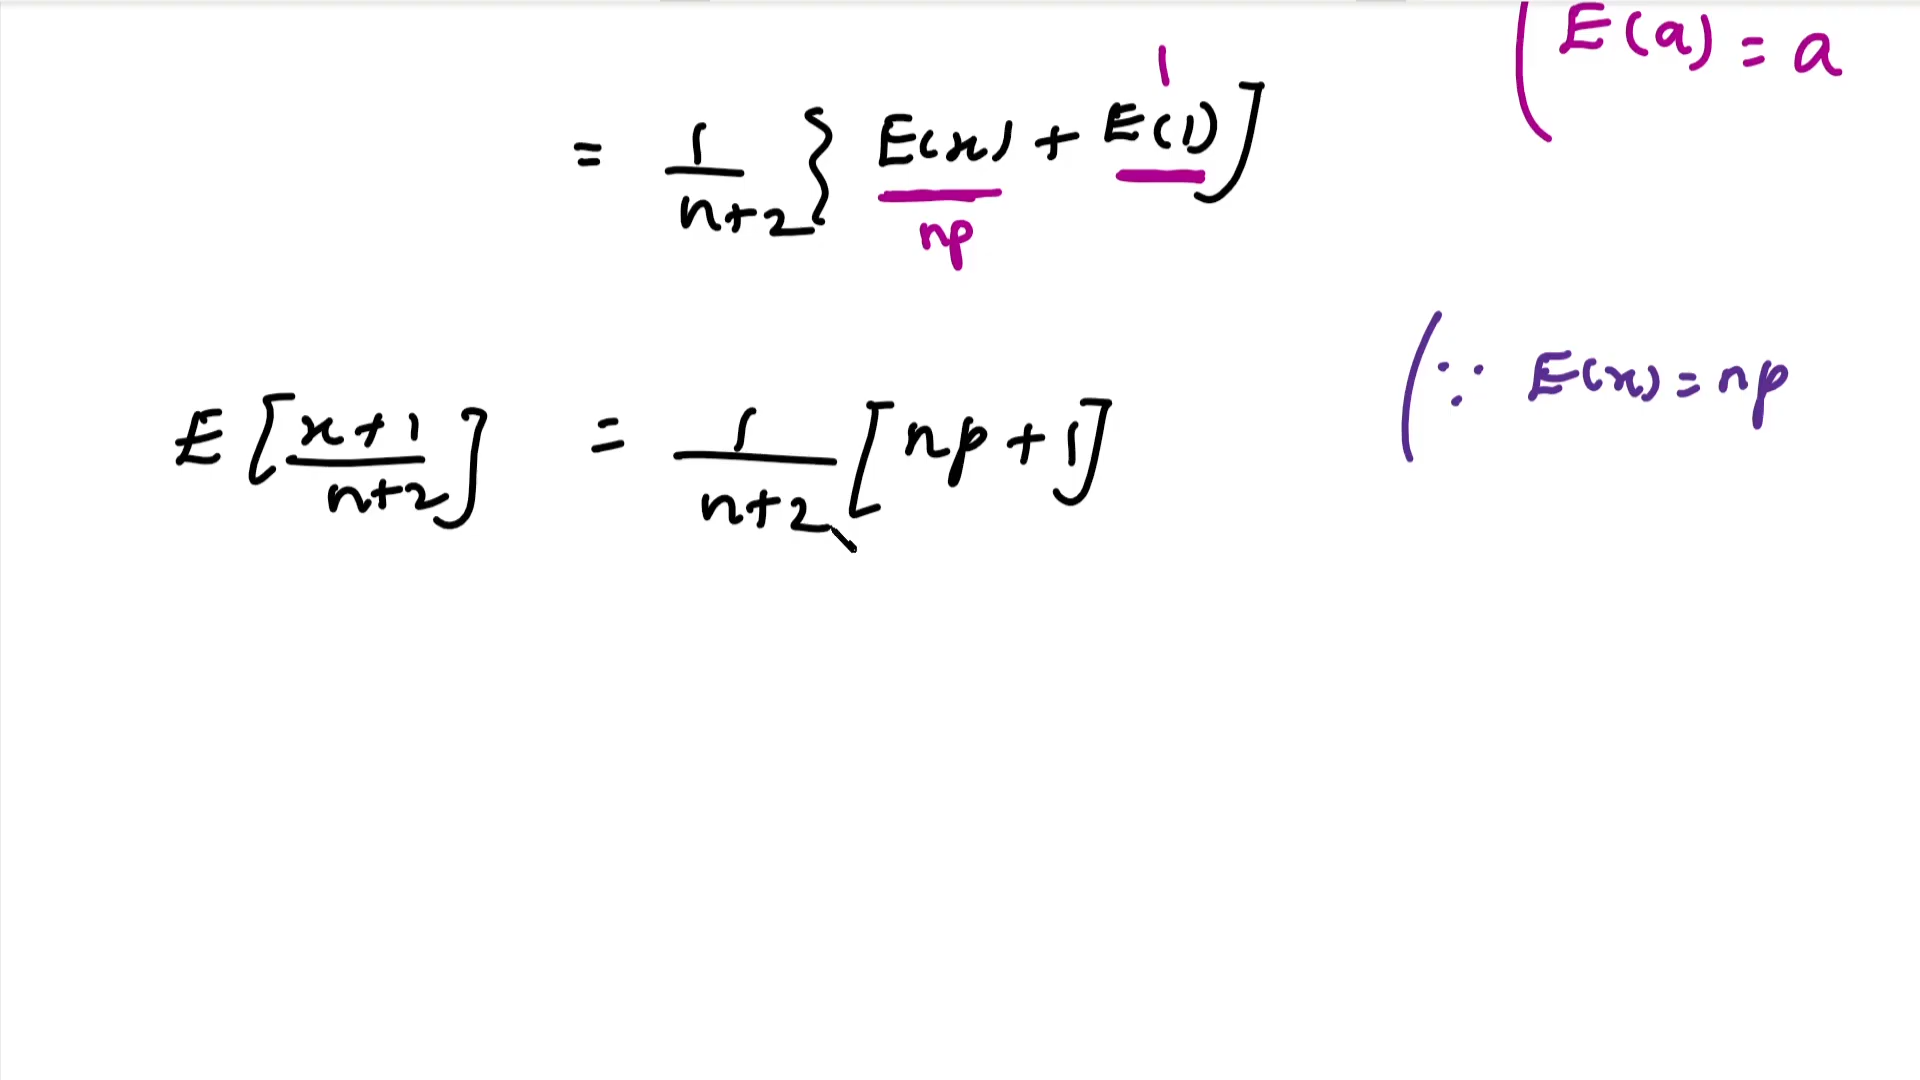 E(a) = a
1
= 1/(n+2) { E(x) + E(1) ]
np
(∵ E(x) = np
E[(x+1)/(n+2)] = 1/(n+2) [np + 1]